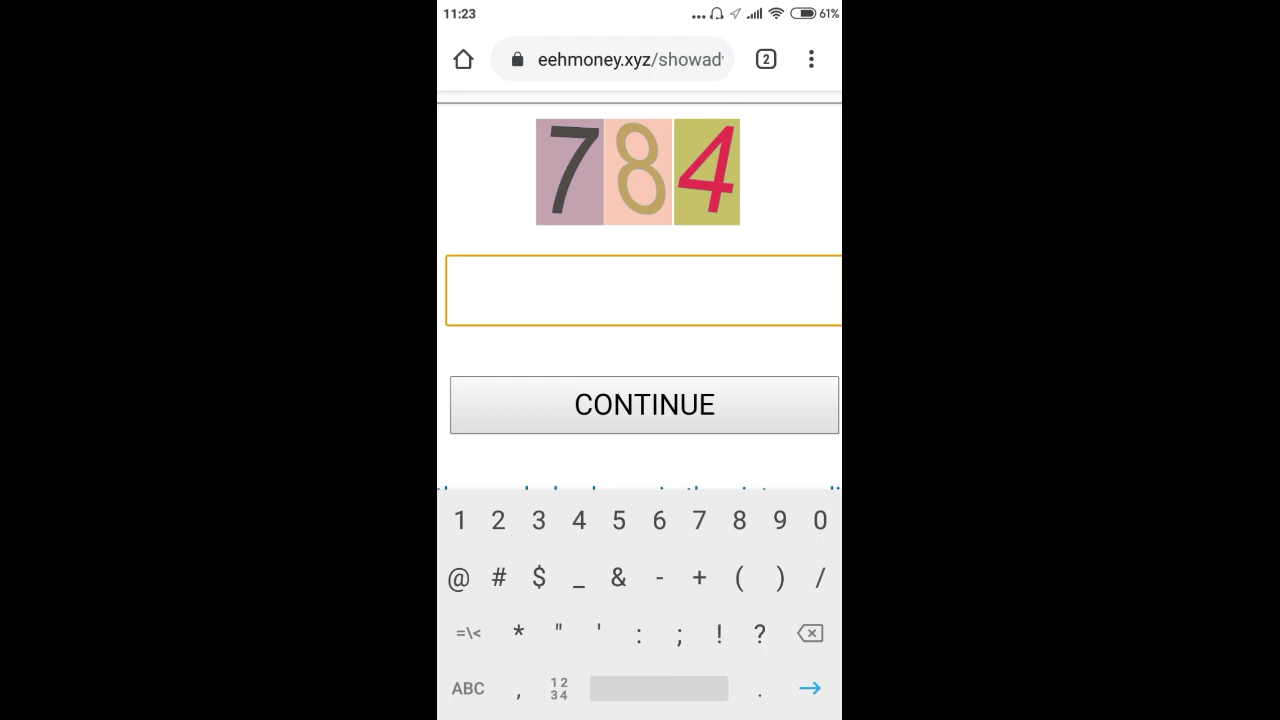 11:23
61%
eehmoney.xyz/showad
2
784
CONTINUE
1 2 3 4 5 6 7 8 9 0
@ # $ _ & - + ( ) /
=\< * " ' : ; ! ?
ABC , 12 34 .